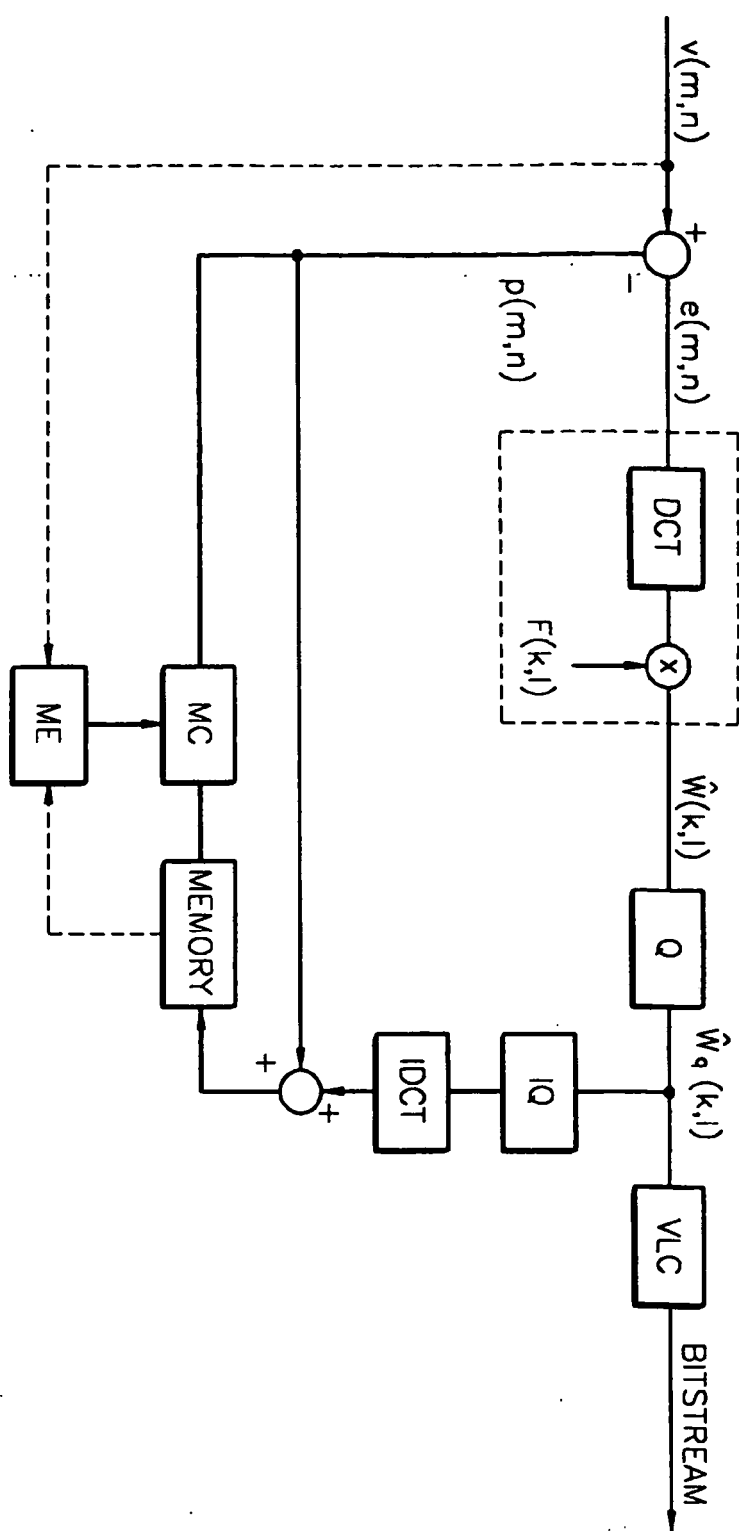 v(m,n)
+
−
e(m,n)
p(m,n)
DCT
X
F(k,l)
Ŵ(k,l)
Q
Ŵq (k,l)
VLC
BITSTREAM
IQ
IDCT
+
+
MEMORY
MC
ME